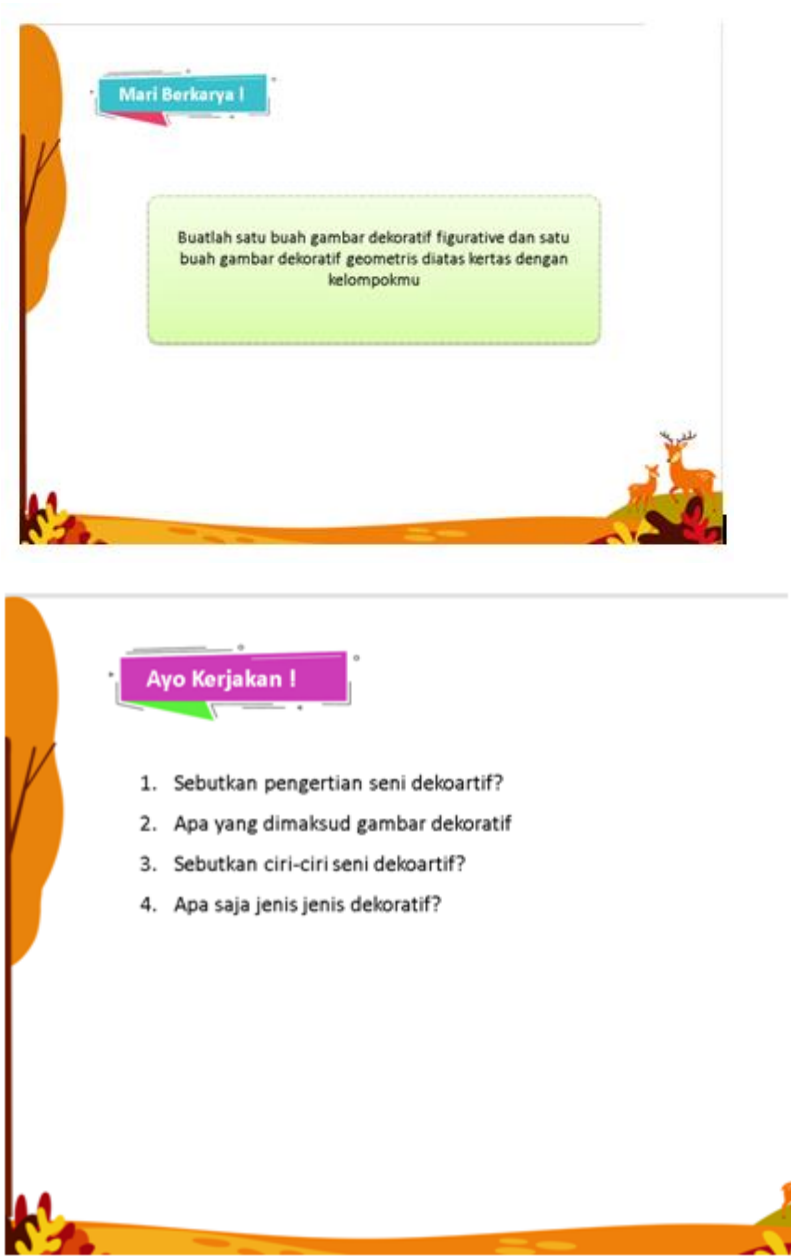 Mari Berkarya !
Buatlah satu buah gambar dekoratif figurative dan satu
buah gambar dekoratif geometris diatas kertas dengan
kelompokmu
Ayo Kerjakan !
1. Sebutkan pengertian seni dekoartif?
2. Apa yang dimaksud gambar dekoratif
3. Sebutkan ciri-ciri seni dekoartif?
4. Apa saja jenis jenis dekoratif?